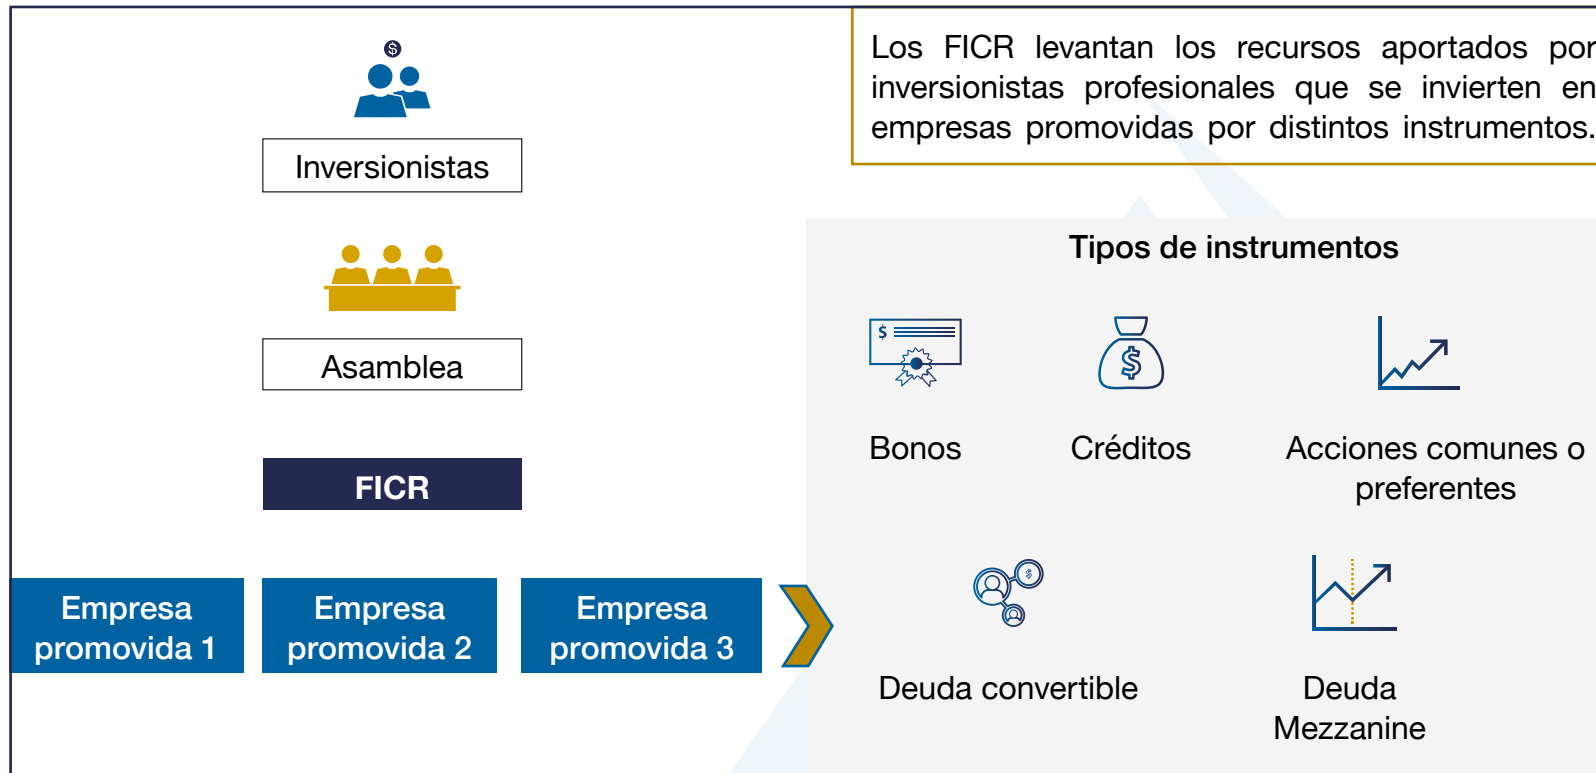 Los FICR levantan los recursos aportados por
inversionistas profesionales que se invierten en
empresas promovidas por distintos instrumentos.
$
Inversionistas
Asamblea
FICR
Empresa
promovida 1
Empresa
promovida 2
Empresa
promovida 3
Tipos de instrumentos
$
Bonos
$
Créditos
Acciones comunes o
preferentes
$
Deuda convertible
Deuda
Mezzanine